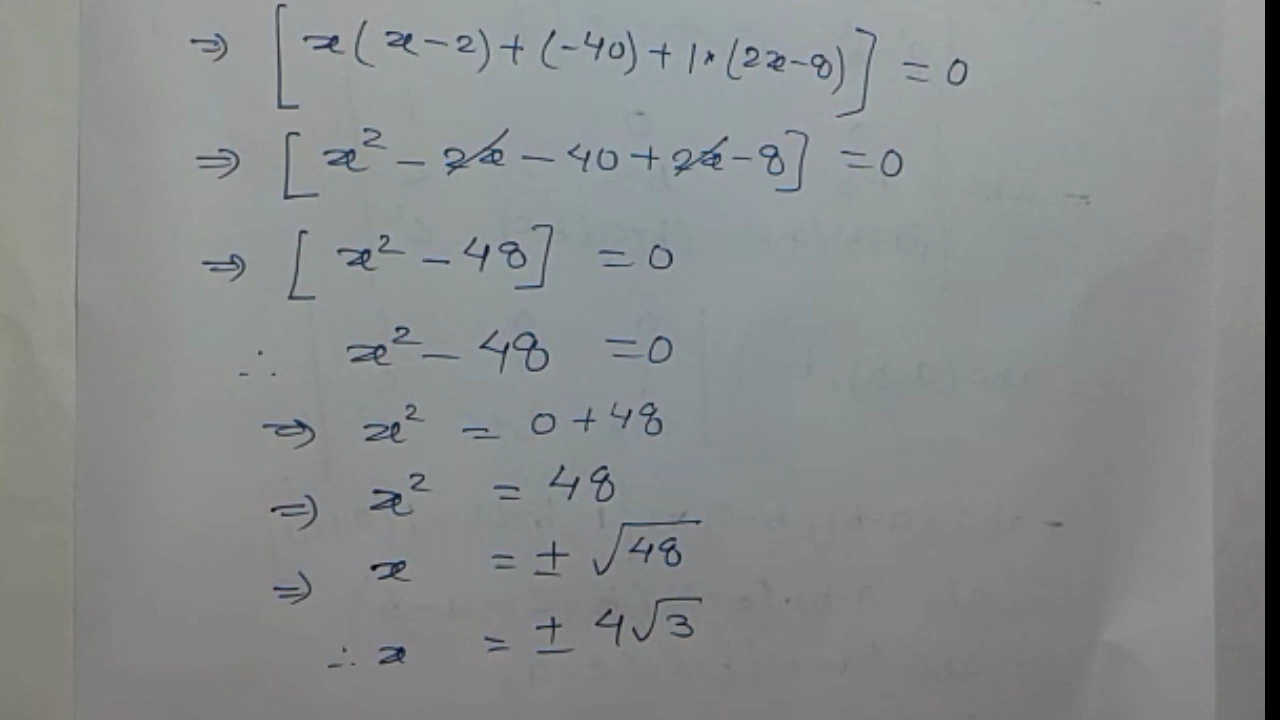 ⇒ [x(x-2)+(-40)+1×(2x-8)] = 0
⇒ [x² - 2x - 40 + 2x - 8] = 0
⇒ [x² - 48] = 0
∴ x² - 48 = 0
⇒ x² = 0 + 48
⇒ x² = 48
⇒ x = ± √48
∴ x = ± 4√3